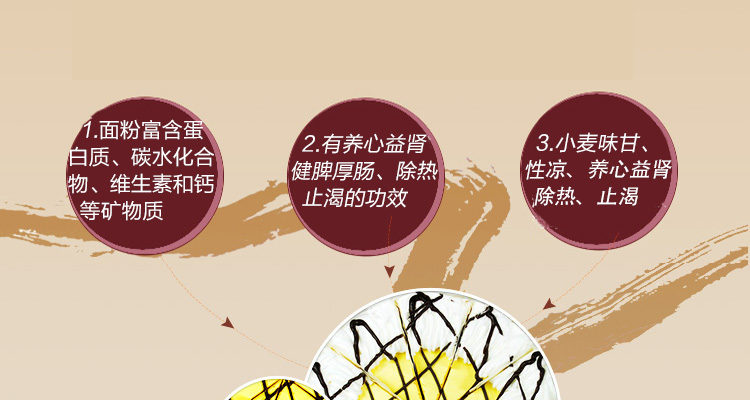 1.面粉富含蛋
白质、碳水化合
物、维生素和钙
等矿物质
2.有养心益肾
健脾厚肠、除热
止渴的功效
3.小麦味甘、
性凉、养心益肾
除热、止渴